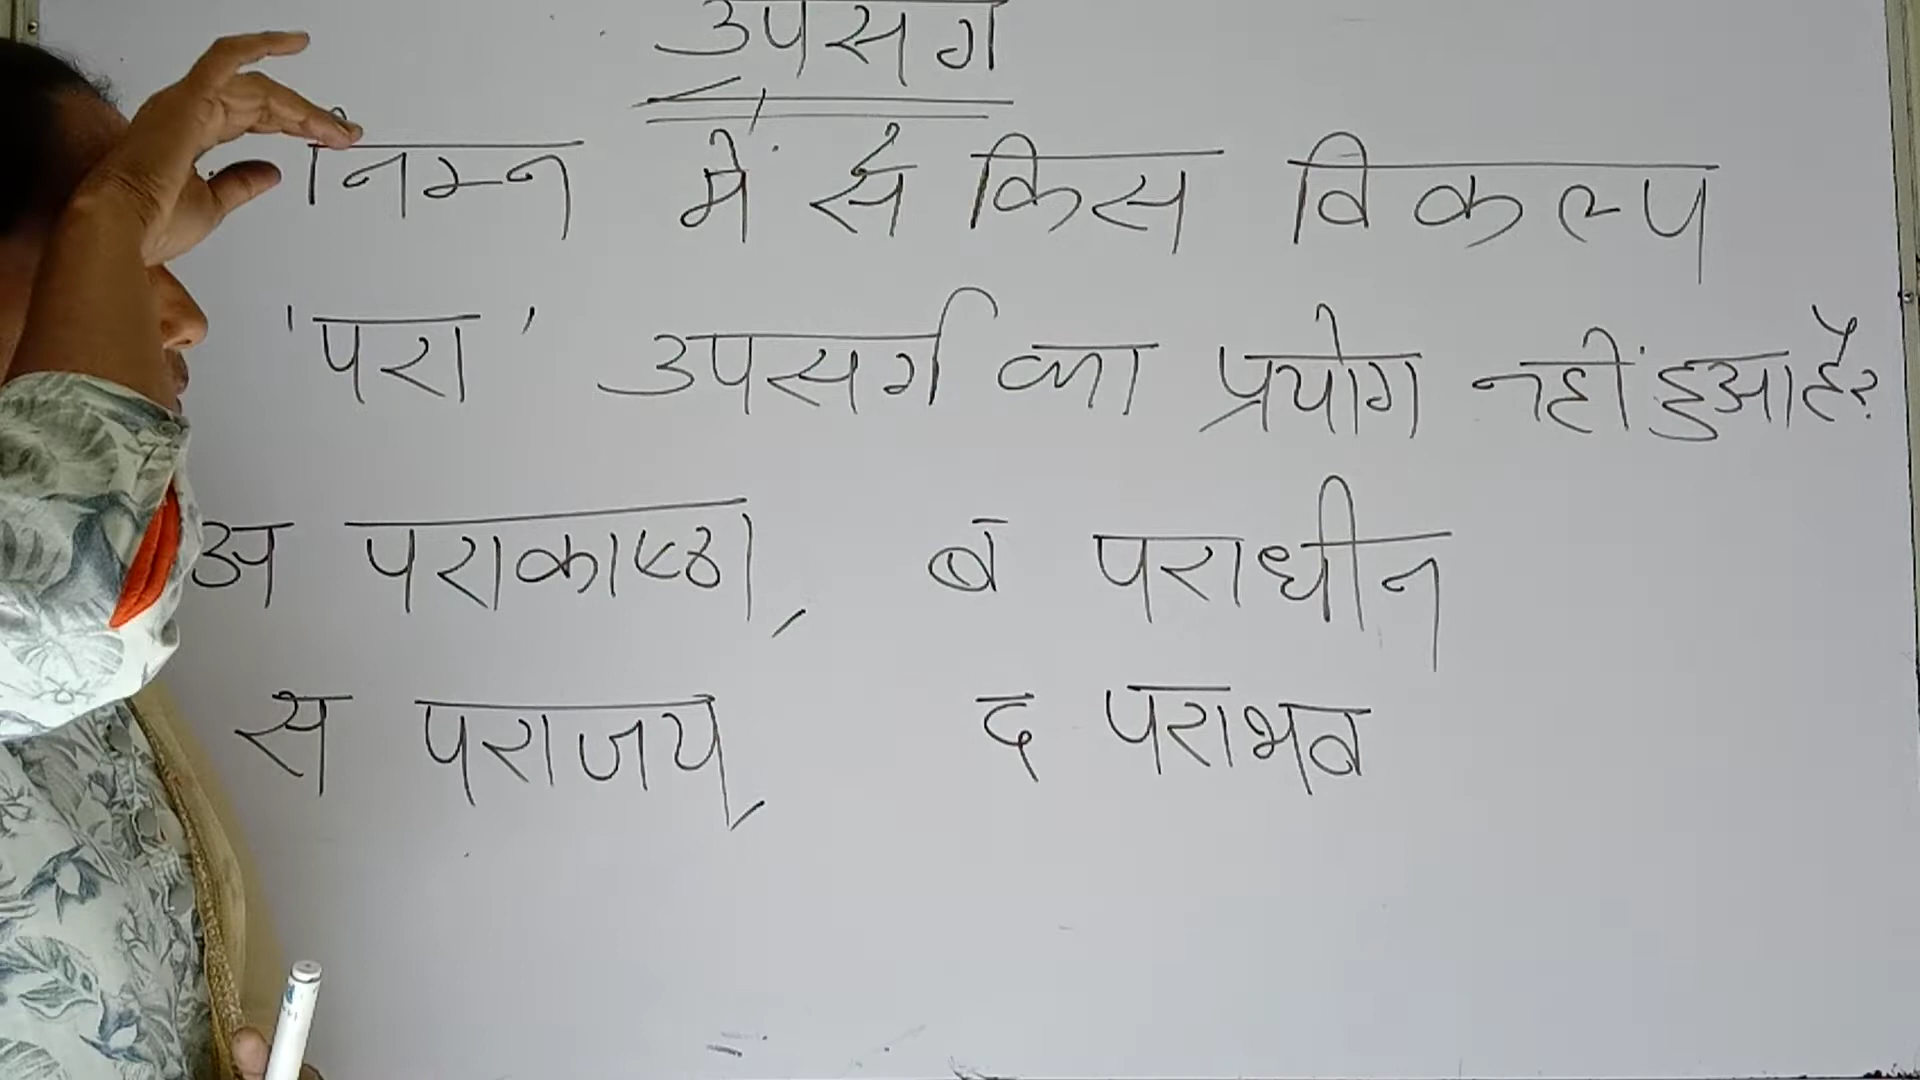 उपसर्ग
निम्न में से किस विकल्प
'परा' उपसर्ग का प्रयोग नहीं हुआ है?
अ पराकाष्ठा, ब पराधीन
स पराजय, द पराभव